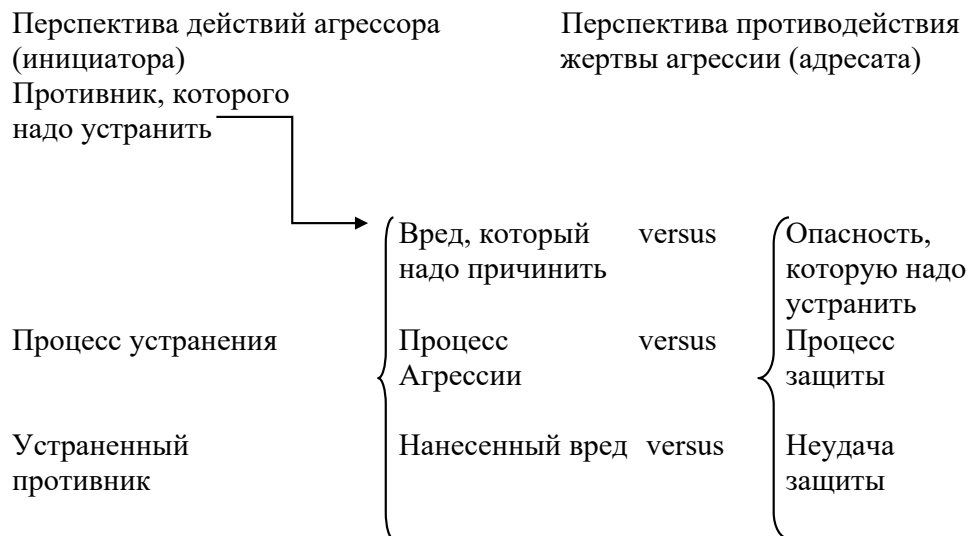 Перспектива действий агрессора
(инициатора)
Перспектива противодействия
жертвы агрессии (адресата)
Противник, которого
надо устранить
Вред, который versus Опасность,
надо причинить которую надо
устранить
Процесс устранения Процесс versus Процесс
Агрессии защиты
Устраненный Нанесенный вред versus Неудача
противник защиты